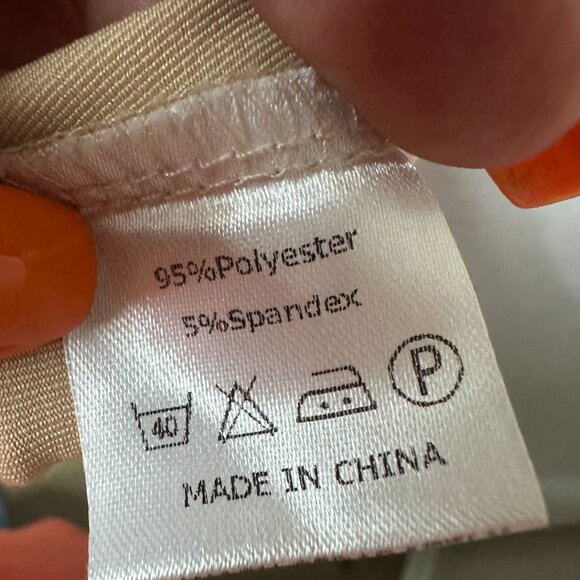 95%Polyester
5%Spandex
40 P
MADE IN CHINA